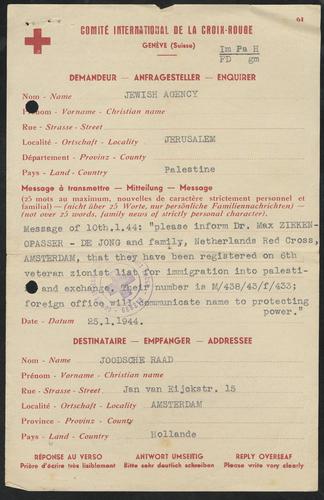 61
COMITÉ INTERNATIONAL DE LA CROIX-ROUGE
GENÈVE (Suisse)
Im Pa H
FD gm
DEMANDEUR — ANFRAGESTELLER — ENQUIRER
Nom - Name JEWISH AGENCY
Prénom - Vorname - Christian name
Rue - Strasse - Street
Localité - Ortschaft - Locality JERUSALEM
Département - Provinz - County
Pays - Land - Country Palestine
Message à transmettre — Mitteilung — Message
(25 mots au maximum, nouvelles de caractère strictement personnel et
familial) — (nicht über 25 Worte, nur persönliche Familiennachrichten) —
(not over 25 words, family news of strictly personal character).
Message of 10th.1.44: "please inform Dr. Max ZIEKEN-
OPASSER - DE JONG and family, Netherlands Red Cross,
AMSTERDAM, that they have been registered on 6th
veteran zionist list for immigration into palesti-
and exchange. Their number is M/438/43/f/433;
foreign office will communicate name to protecting
power."
Date - Datum 25.1.1944.
DESTINATAIRE — EMPFANGER — ADDRESSEE
Nom - Name JOODSCHE RAAD
Prénom - Vorname - Christian name
Rue - Strasse - Street Jan van Eijckstr. 15
Localité - Ortschaft - Locality AMSTERDAM
Province - Provinz - County
Pays - Land - Country Hollande
RÉPONSE AU VERSO ANTWORT UMSEITIG REPLY OVERLEAF
Prière d'écrire très lisiblement Bitte sehr deutlich schreiben Please write very clearly